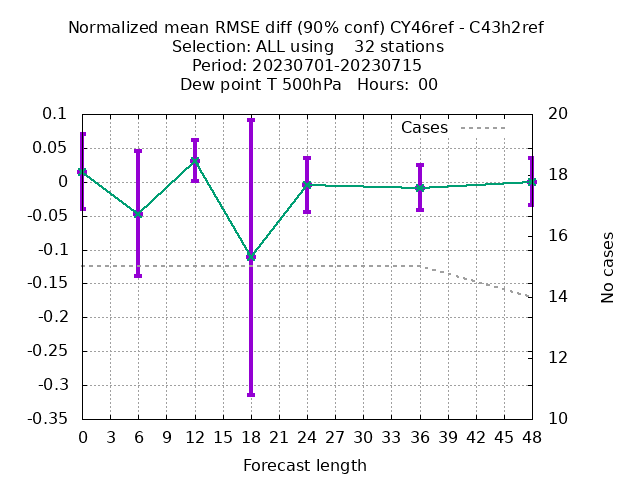 Normalized mean RMSE diff (90% conf) CY46ref - C43h2ref
Selection: ALL using    32 stations
Period: 20230701-20230715
Dew point T 500hPa   Hours:  00
Cases
0.1
0.05
0
-0.05
-0.1
-0.15
-0.2
-0.25
-0.3
-0.35
20
18
16
14
12
10
No cases
0 3 6 9 12 15 18 21 24 27 30 33 36 39 42 45 48
Forecast length